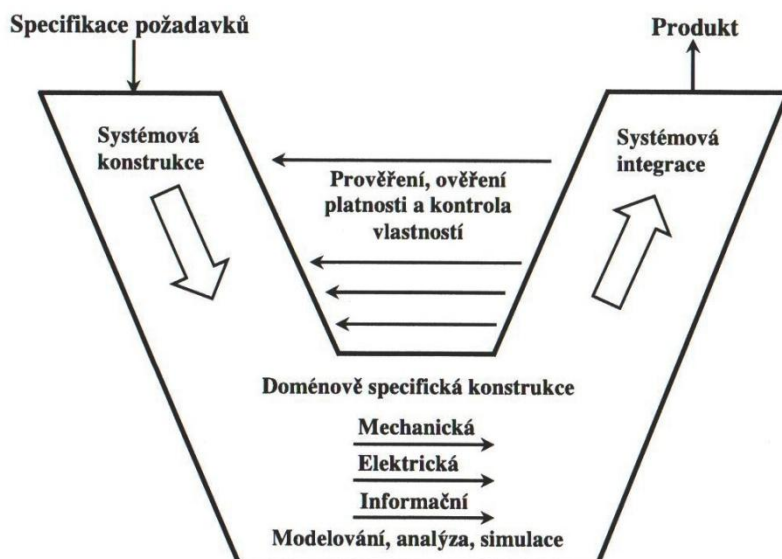 Specifikace požadavků
Produkt
Systémová
konstrukce
Systémová
integrace
Prověření, ověření
platnosti a kontrola
vlastností
Doménově specifická konstrukce
Mechanická
Elektrická
Informační
Modelování, analýza, simulace